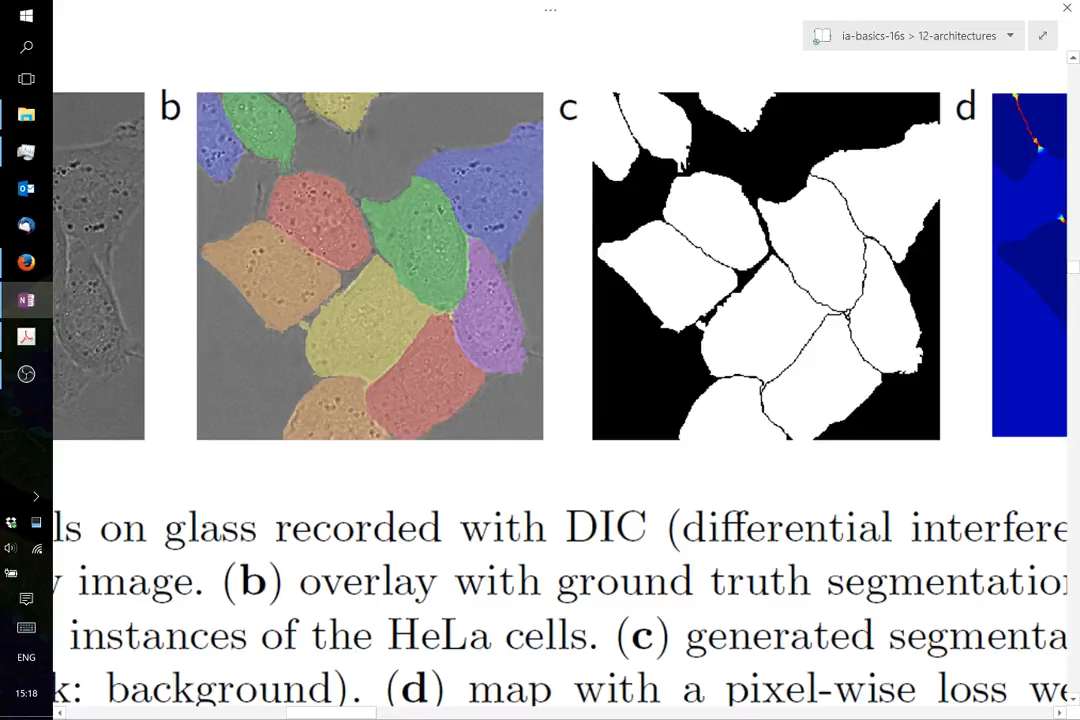 ia-basics-16s > 12-architectures
b
c
d
ls on glass recorded with DIC (differential interfere
image. (b) overlay with ground truth segmentation
instances of the HeLa cells. (c) generated segmenta
k: background). (d) map with a pixel-wise loss we
ENG
15:18